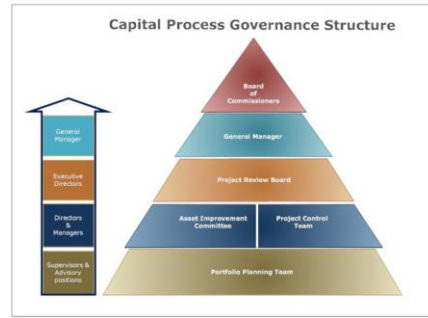 Capital Process Governance Structure
Board
of
Commissioners
General
Manager
General Manager
Executive
Directors
Project Review Board
Directors
&
Managers
Asset Improvement
Committee
Project Control
Team
Supervisors &
Advisory
positions
Portfolio Planning Team